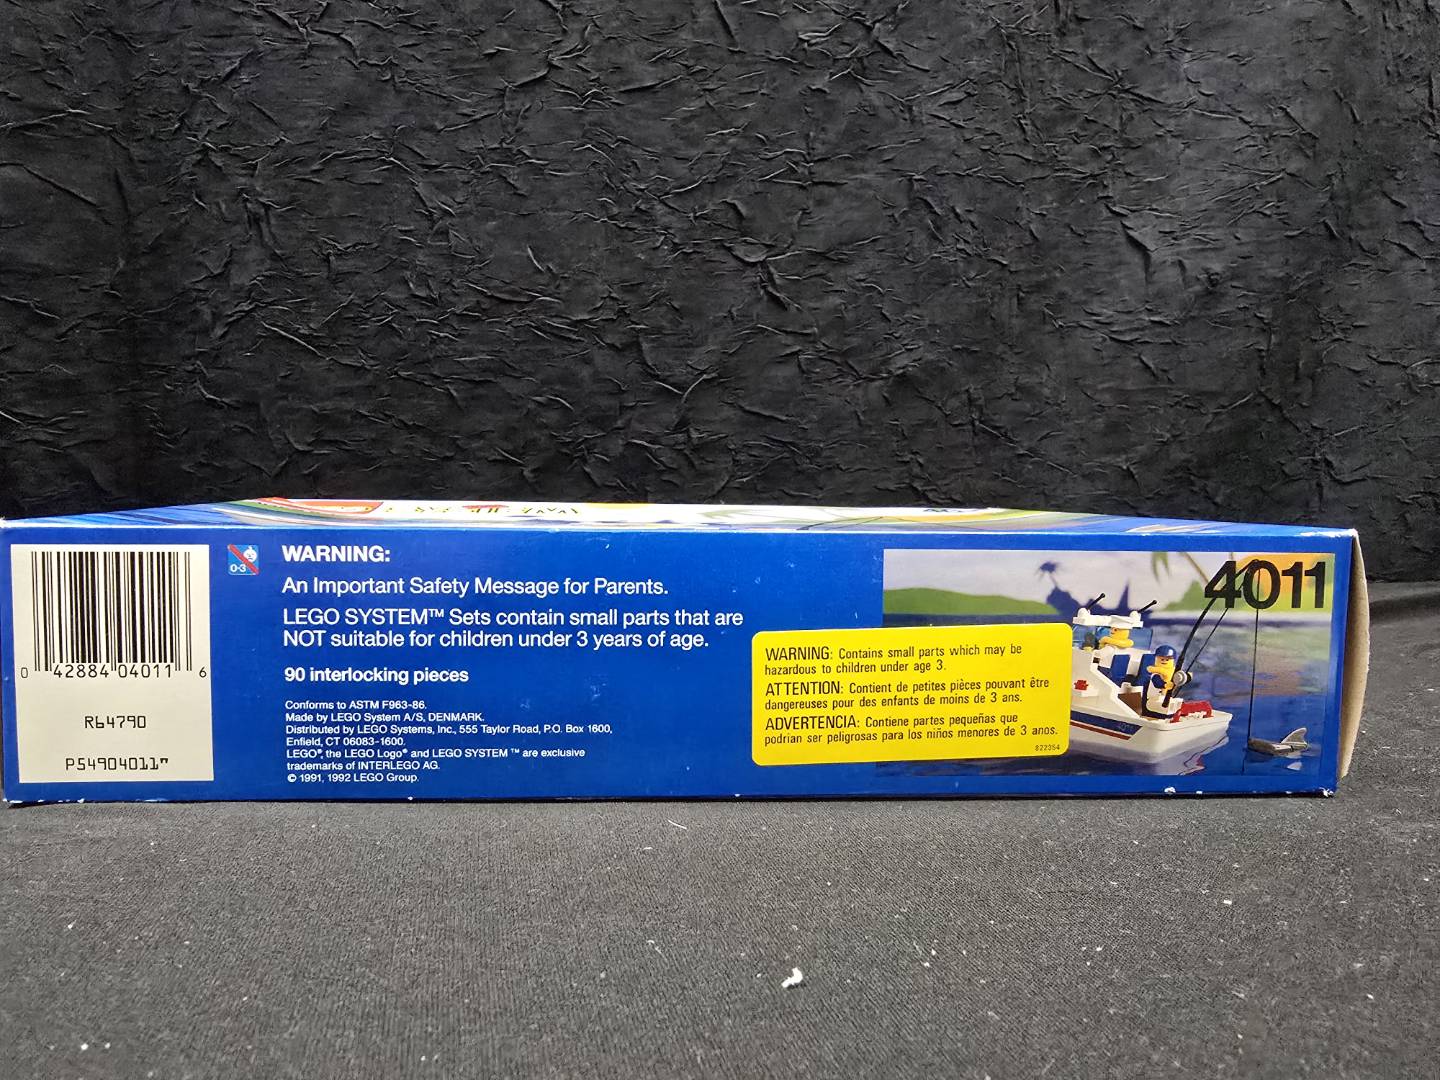 0 42884 04011 6
R64790
P54904011"
0-3
WARNING:
An Important Safety Message for Parents.
LEGO SYSTEM™ Sets contain small parts that are
NOT suitable for children under 3 years of age.
90 interlocking pieces
Conforms to ASTM F963-86.
Made by LEGO System A/S, DENMARK.
Distributed by LEGO Systems, Inc., 555 Taylor Road, P.O. Box 1600,
Enfield, CT 06083-1600.
LEGO®, the LEGO Logo® and LEGO SYSTEM ™ are exclusive
trademarks of INTERLEGO AG.
© 1991, 1992 LEGO Group.
WARNING: Contains small parts which may be
hazardous to children under age 3.
ATTENTION: Contient de petites pièces pouvant être
dangereuses pour des enfants de moins de 3 ans.
ADVERTENCIA: Contiene partes pequeñas que
podrian ser peligrosas para los niños menores de 3 anos.
822354
4011